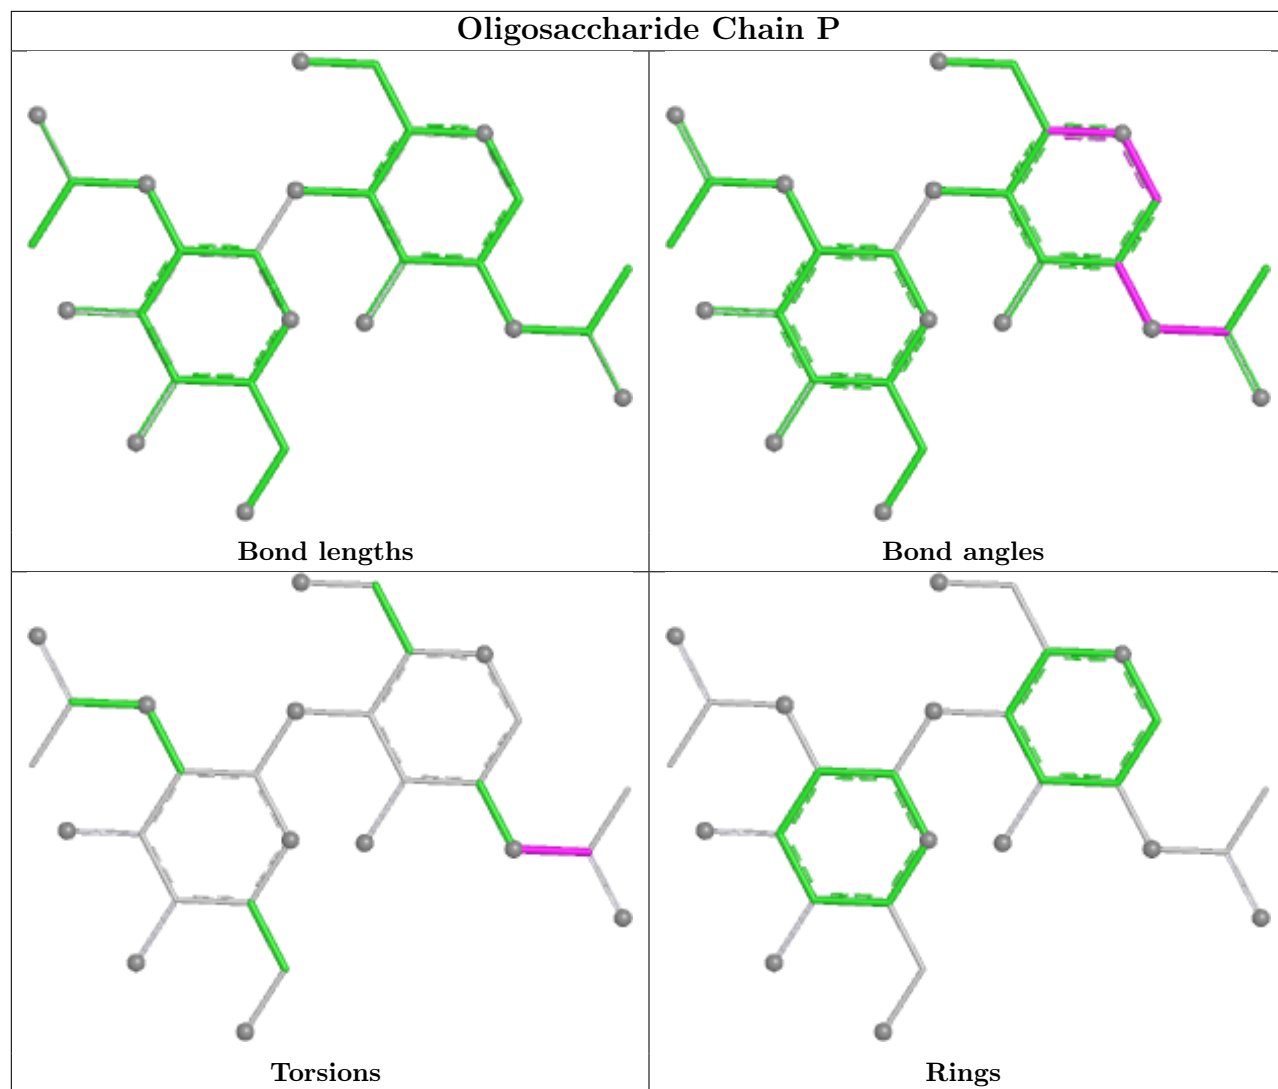 Oligosaccharide Chain P
Bond lengths
Bond angles
Torsions
Rings